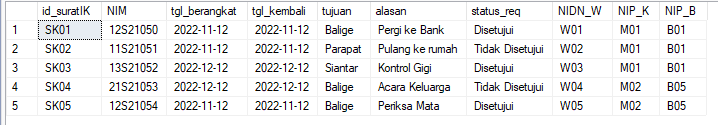 id_suratIK NIM tgl_berangkat tgl_kembali tujuan alasan status_req NIDN_W NIP_K NIP_B
1 SK01 12S21050 2022-11-12 2022-11-12 Balige Pergi ke Bank Disetujui W01 M01 B01
2 SK02 11S21051 2022-11-12 2022-11-12 Parapat Pulang ke rumah Tidak Disetujui W02 M01 B01
3 SK03 13S21052 2022-11-12 2022-12-12 Siantar Kontrol Gigi Disetujui W03 M01 B01
4 SK04 21S21053 2022-12-12 2022-12-12 Balige Acara Keluarga Tidak Disetujui W04 M02 B05
5 SK05 12S21054 2022-12-12 2022-12-12 Balige Periksa Mata Disetujui W05 M02 B05